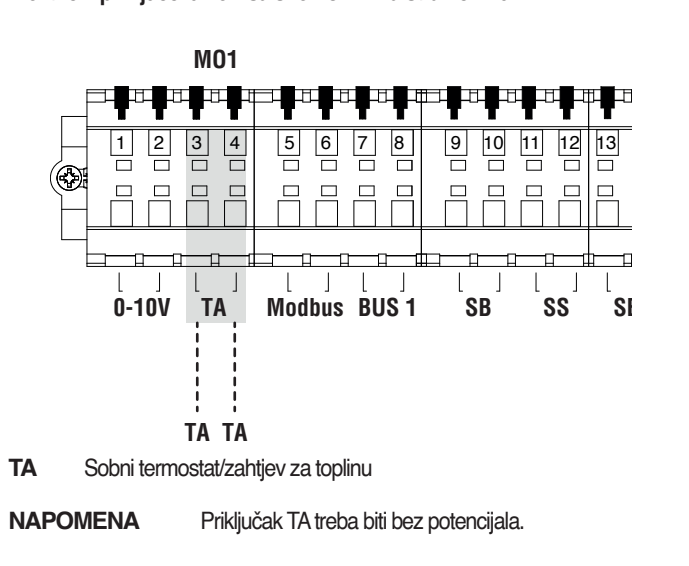 M01
1 2 3 4 5 6 7 8 9 10 11 12 13
0-10V TA Modbus BUS 1 SB SS
TA TA
TA Sobni termostat/zahtjev za toplinu
NAPOMENA Priključak TA treba biti bez potencijala.